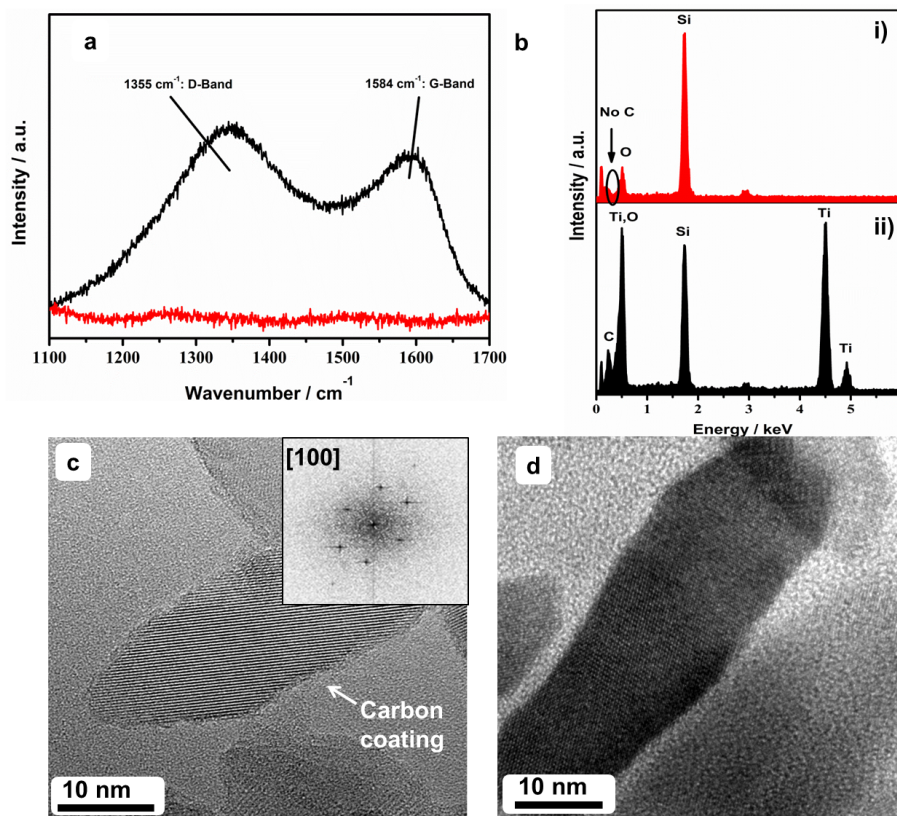 a
1355 cm⁻¹: D-Band
1584 cm⁻¹: G-Band
Intensity / a.u.
1100 1200 1300 1400 1500 1600 1700
Wavenumber / cm⁻¹
b
i)
Si
No C
O
Intensity / a.u.
ii)
Ti,O
Si
Ti
C
Ti
0 1 2 3 4 5
Energy / keV
c
[100]
Carbon
coating
10 nm
d
10 nm